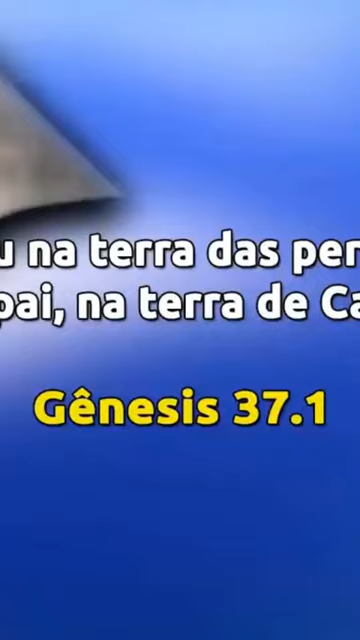 u na terra das per
pai, na terra de Ca
Gênesis 37.1